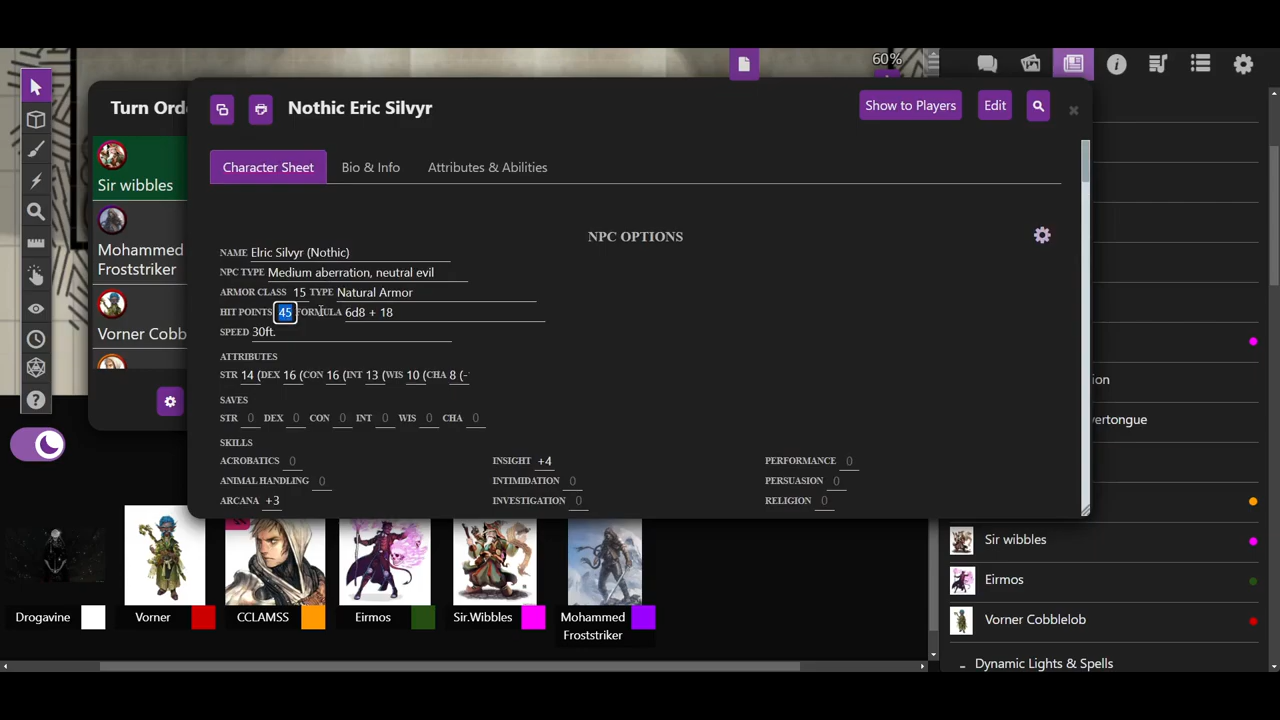 60%
Turn Orde
Nothic Eric Silvyr
Show to Players
Edit
Sir wibbles
Character Sheet
Bio & Info
Attributes & Abilities
Mohammed
Froststriker
NPC OPTIONS
NAME Elric Silvyr (Nothic)
NPC TYPE Medium aberration, neutral evil
ARMOR CLASS 15 TYPE Natural Armor
HIT POINTS 45 FORMULA 6d8 + 18
SPEED 30ft.
Vorner Cobb
ATTRIBUTES
STR 14 ( DEX 16 ( CON 16 ( INT 13 ( WIS 10 ( CHA 8 (-
SAVES
STR 0 DEX 0 CON 0 INT 0 WIS 0 CHA 0
SKILLS
ACROBATICS 0 INSIGHT +4 PERFORMANCE 0
ANIMAL HANDLING 0 INTIMIDATION 0 PERSUASION 0
ARCANA +3 INVESTIGATION 0 RELIGION 0
ion
vertongue
Sir wibbles
Eirmos
Vorner Cobblelob
Dynamic Lights & Spells
Drogavine
Vorner
CCLAMSS
Eirmos
Sir.Wibbles
Mohammed
Froststriker